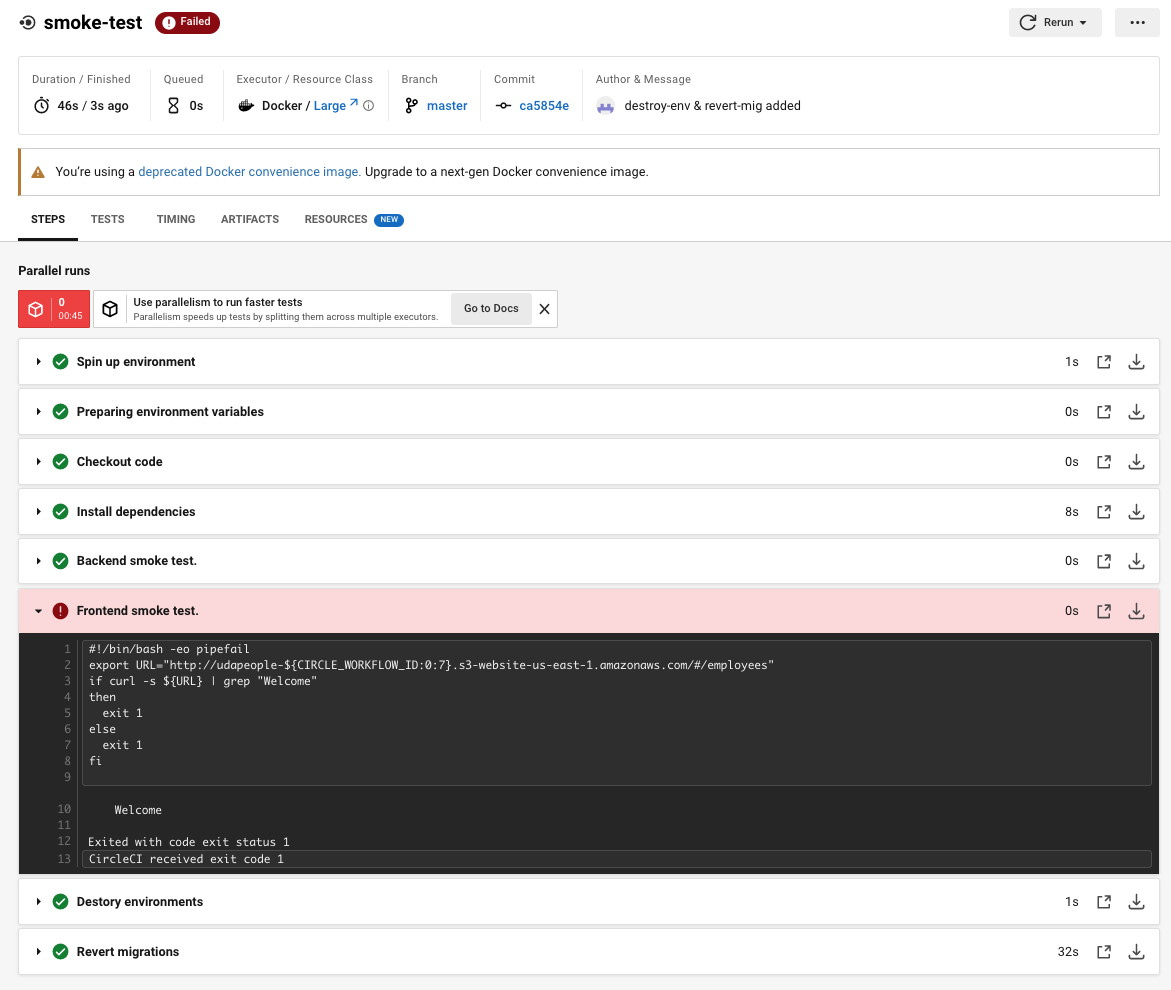 smoke-test Failed Rerun
Duration / Finished Queued Executor / Resource Class Branch Commit Author & Message
46s / 3s ago 0s Docker / Large master ca5854e destroy-env & revert-mig added
You're using a deprecated Docker convenience image. Upgrade to a next-gen Docker convenience image.
STEPS TESTS TIMING ARTIFACTS RESOURCES NEW
Parallel runs
0
00:45
Use parallelism to run faster tests
Parallelism speeds up tests by splitting them across multiple executors.
Go to Docs
Spin up environment 1s
Preparing environment variables 0s
Checkout code 0s
Install dependencies 8s
Backend smoke test. 0s
Frontend smoke test. 0s
1 #!/bin/bash -eo pipefail
2 export URL="http://udapeople-${CIRCLE_WORKFLOW_ID:0:7}.s3-website-us-east-1.amazonaws.com/#/employees"
3 if curl -s ${URL} | grep "Welcome"
4 then
5   exit 1
6 else
7   exit 1
8 fi
9
10     Welcome
11
12 Exited with code exit status 1
13 CircleCI received exit code 1
Destory environments 1s
Revert migrations 32s